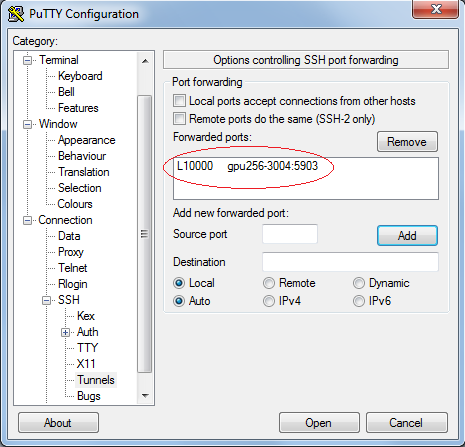 PuTTY Configuration
Category:
Terminal
Keyboard
Bell
Features
Window
Appearance
Behaviour
Translation
Selection
Colours
Connection
Data
Proxy
Telnet
Rlogin
SSH
Kex
Auth
TTY
X11
Tunnels
Bugs
Options controlling SSH port forwarding
Port forwarding
Local ports accept connections from other hosts
Remote ports do the same (SSH-2 only)
Forwarded ports:
Remove
L10000 gpu256-3004:5903
Add new forwarded port:
Source port
Add
Destination
Local Remote Dynamic
Auto IPv4 IPv6
About Open Cancel